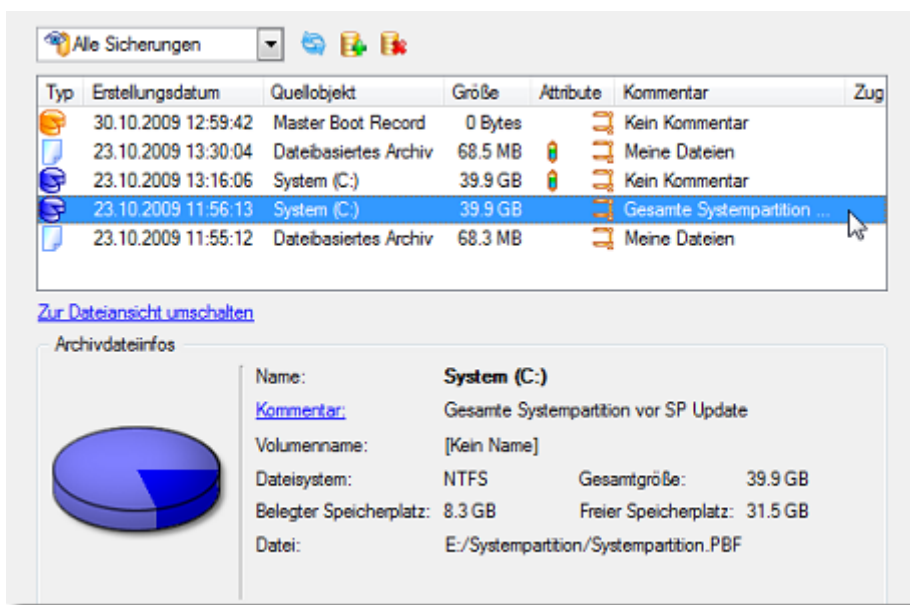 Alle Sicherungen
Typ Erstellungsdatum Quellobjekt Größe Attribute Kommentar Zug
30.10.2009 12:59:42 Master Boot Record 0 Bytes Kein Kommentar
23.10.2009 13:30:04 Dateibasiertes Archiv 68.5 MB Meine Dateien
23.10.2009 13:16:06 System (C:) 39.9 GB Kein Kommentar
23.10.2009 11:56:13 System (C:) 39.9 GB Gesamte Systempartition ...
23.10.2009 11:55:12 Dateibasiertes Archiv 68.3 MB Meine Dateien
Zur Dateiansicht umschalten
Archivdateiinfos
Name: System (C:)
Kommentar: Gesamte Systempartition vor SP Update
Volumenname: [Kein Name]
Dateisystem: NTFS Gesamtgröße: 39.9 GB
Belegter Speicherplatz: 8.3 GB Freier Speicherplatz: 31.5 GB
Datei: E:/Systempartition/Systempartition.PBF